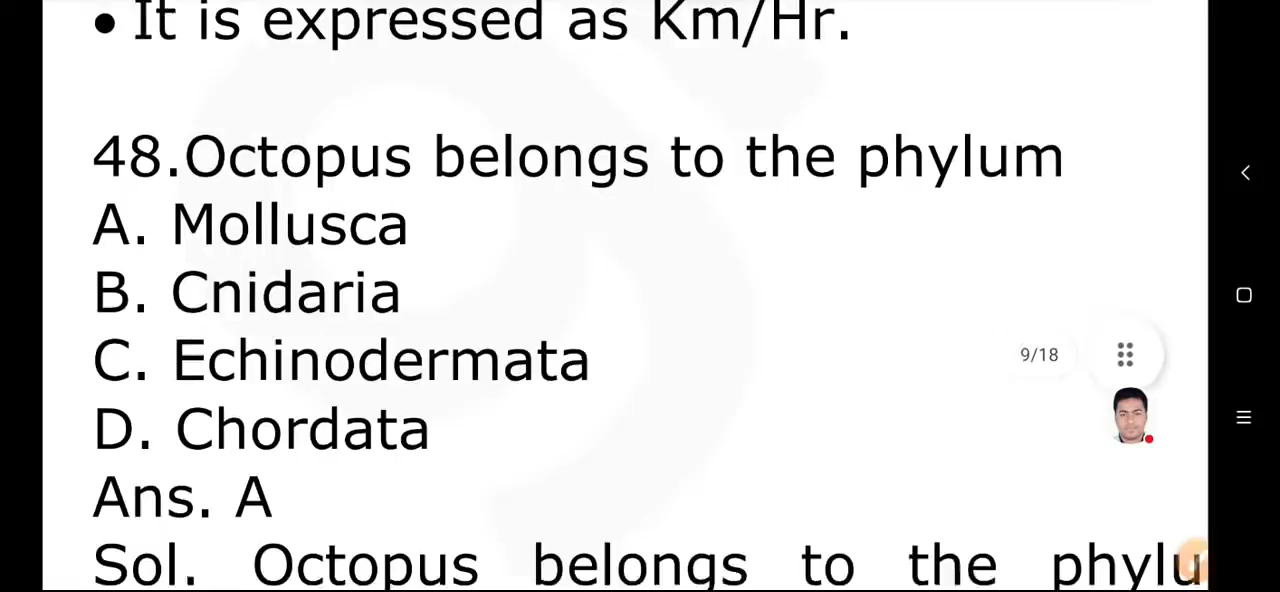 • It is expressed as Km/Hr.
48.Octopus belongs to the phylum
A. Mollusca
B. Cnidaria
C. Echinodermata
9/18
D. Chordata
Ans. A
Sol. Octopus belongs to the phylu